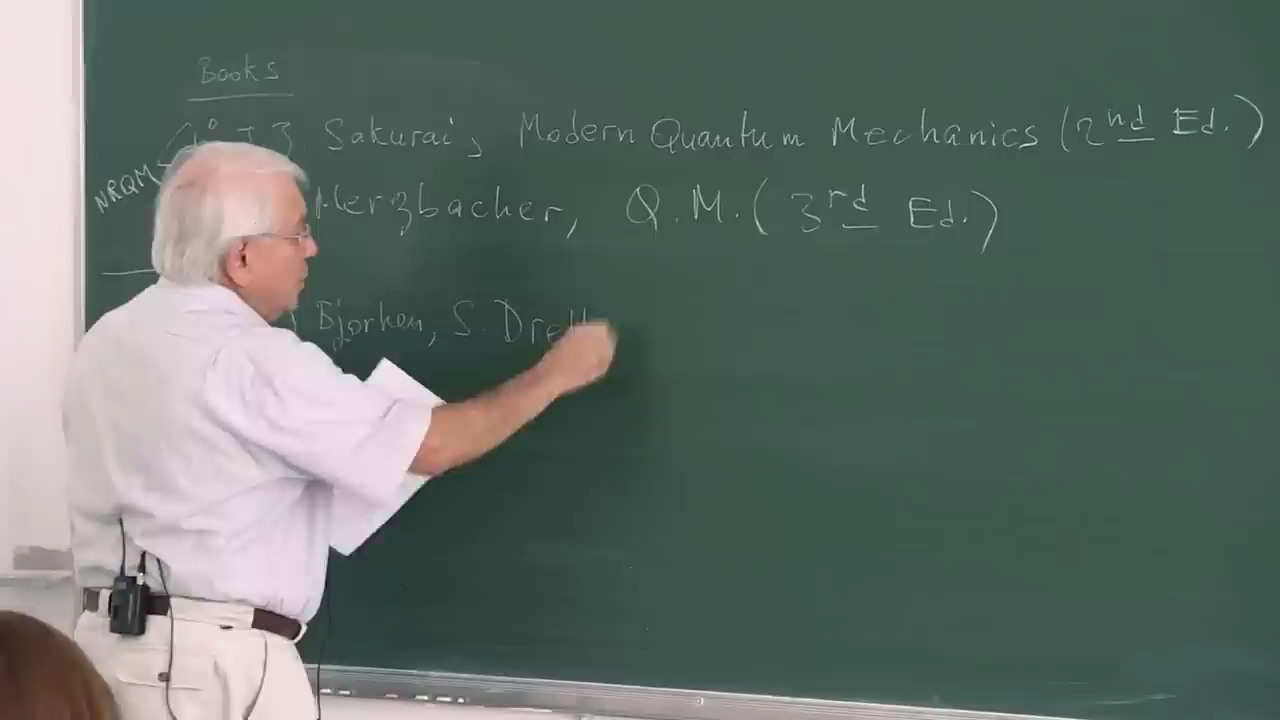 Books
NRQM
J Sakurai, Modern Quantum Mechanics (2nd Ed.)
Merzbacher, Q.M. (3rd Ed.)
Bjorken, S. Drell